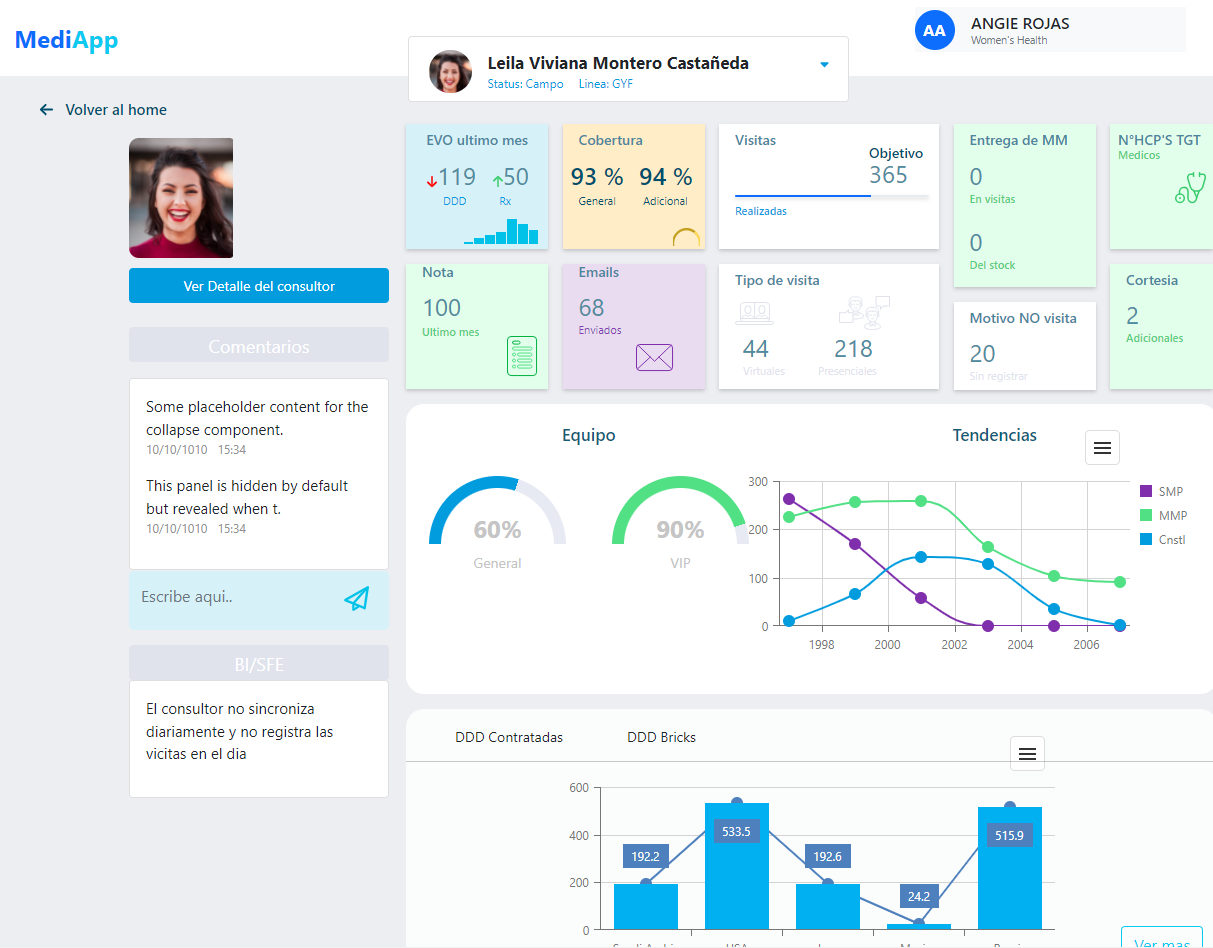 MediApp
AA
ANGIE ROJAS
Women's Health
Leila Viviana Montero Castañeda
Status: Campo Linea: GYF
Volver al home
Ver Detalle del consultor
Comentarios
Some placeholder content for the
collapse component.
10/10/1010 15:34
This panel is hidden by default
but revealed when t.
10/10/1010 15:34
Escribe aqui..
BI/SFE
El consultor no sincroniza
diariamente y no registra las
vicitas en el dia
EVO ultimo mes
119 50
DDD Rx
Cobertura
93 % 94 %
General Adicional
Visitas
Objetivo
365
Realizadas
Entrega de MM
0
En visitas
0
Del stock
N°HCP'S TGT
Medicos
Nota
100
Ultimo mes
Emails
68
Enviados
Tipo de visita
44 218
Virtuales Presenciales
Motivo NO visita
20
Sin registrar
Cortesia
2
Adicionales
Equipo
60%
General
90%
VIP
Tendencias
300
200
100
0
1998 2000 2002 2004 2006
SMP
MMP
Cnstl
DDD Contratadas DDD Bricks
600
400
200
0
192.2
533.5
192.6
24.2
515.9
USA
Ver mas